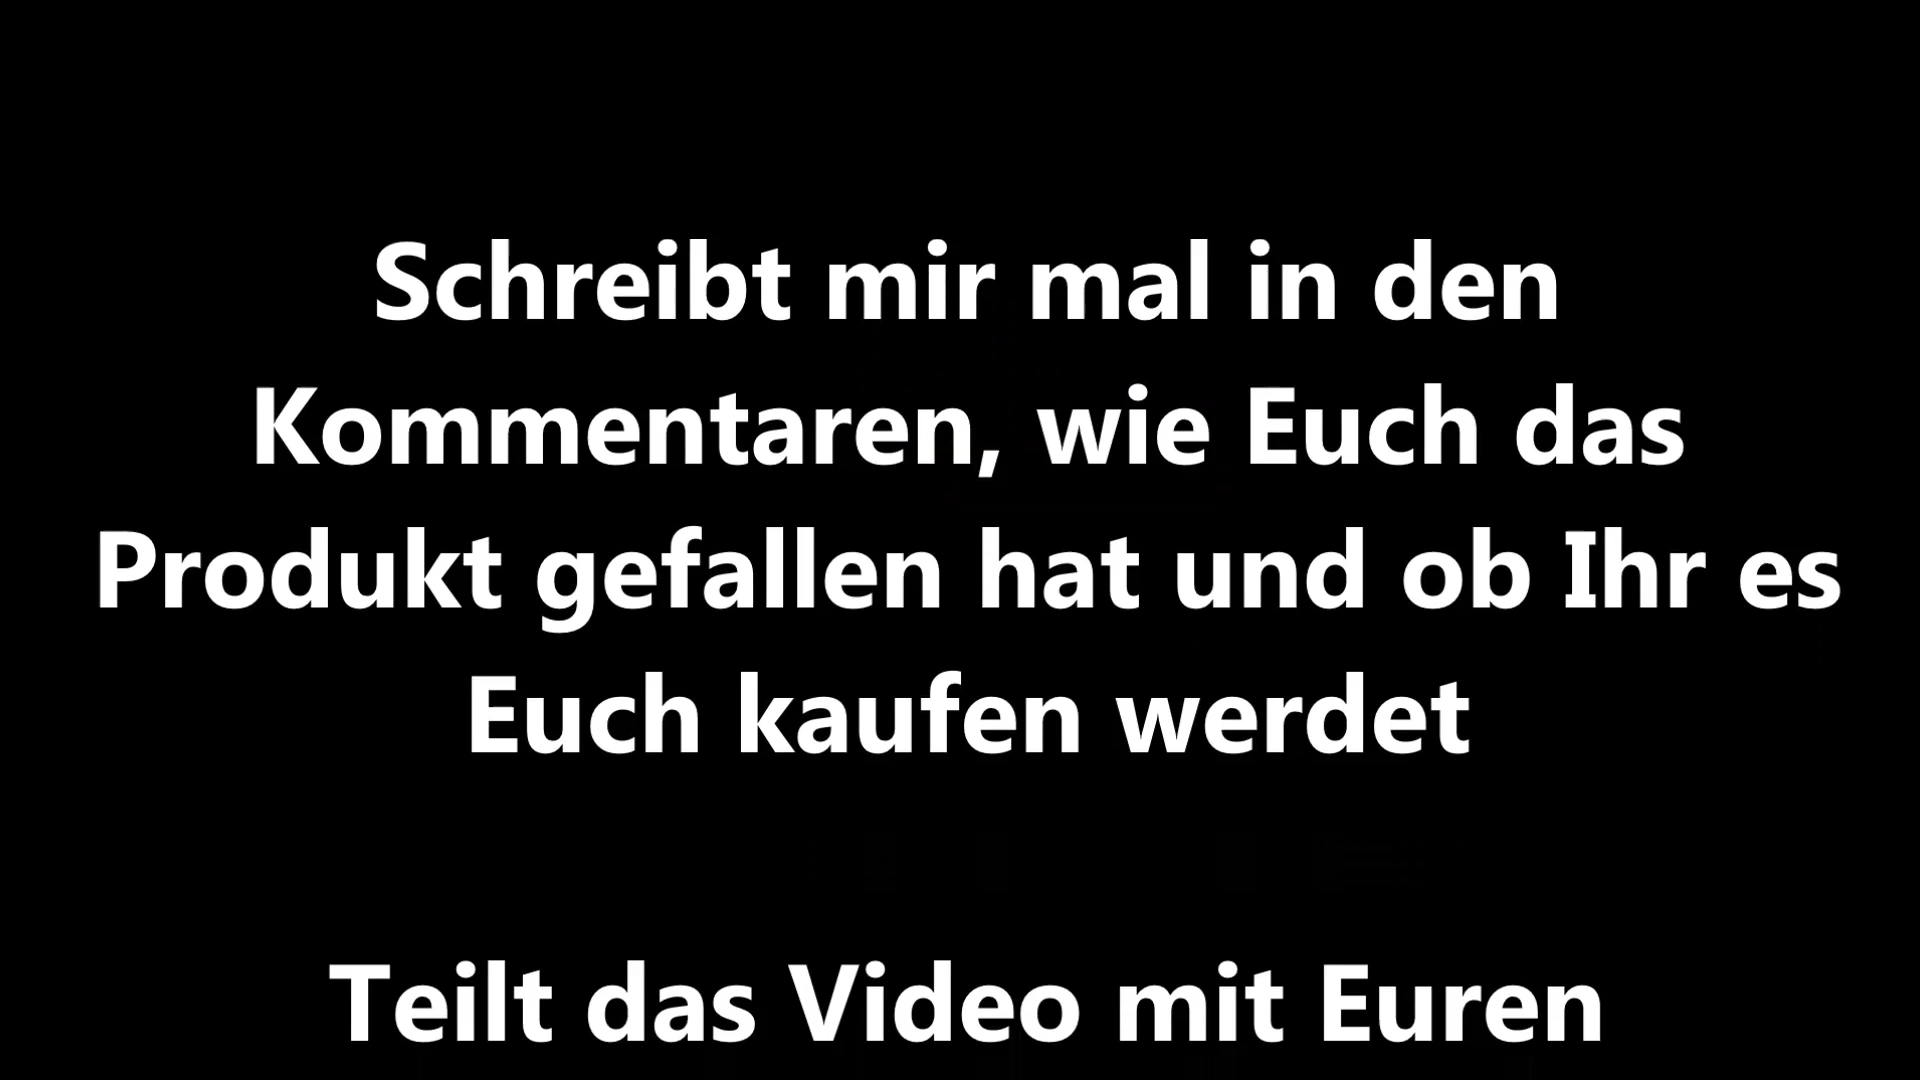 Schreibt mir mal in den
Kommentaren, wie Euch das
Produkt gefallen hat und ob Ihr es
Euch kaufen werdet
Teilt das Video mit Euren